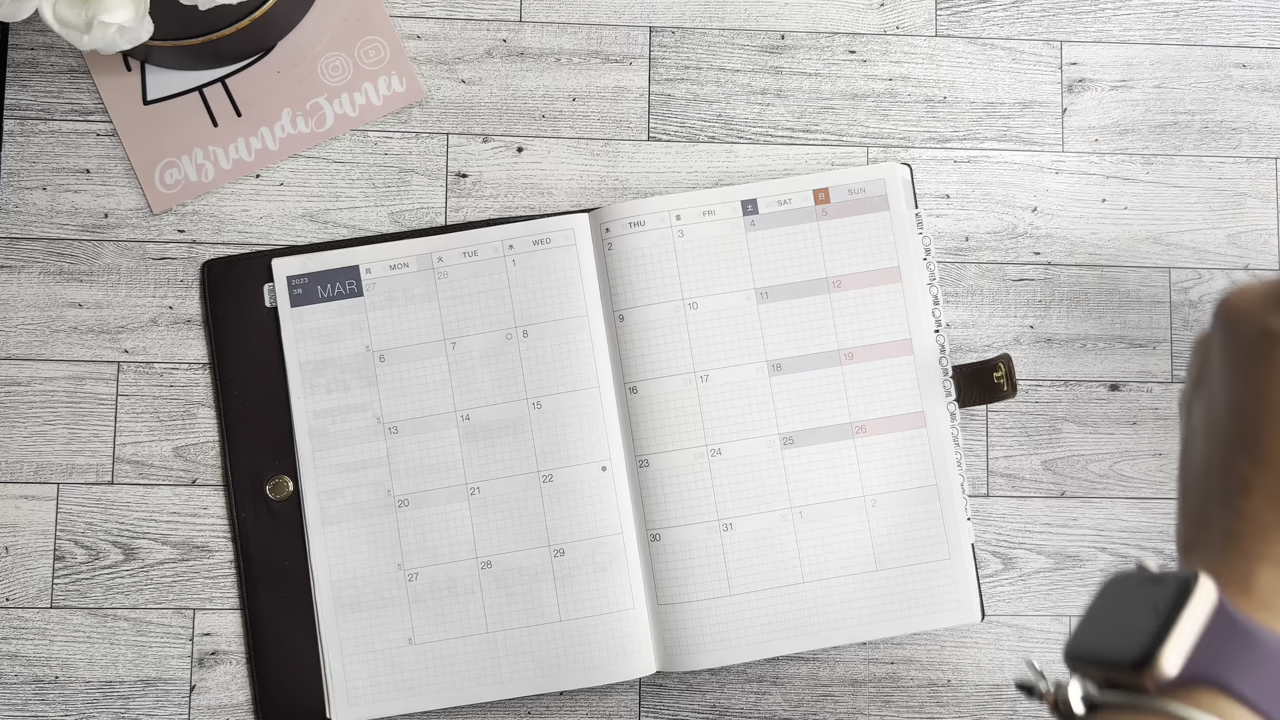 @BrandiJanei
2023
3月
MAR
月 MON 火 TUE 水 WED 木 THU 金 FRI 土 SAT 日 SUN
27 28 1 2 3 4 5
6 7 8 9 10 11 12
13 14 15 16 17 18 19
20 21 22 23 24 25 26
27 28 29 30 31 1 2